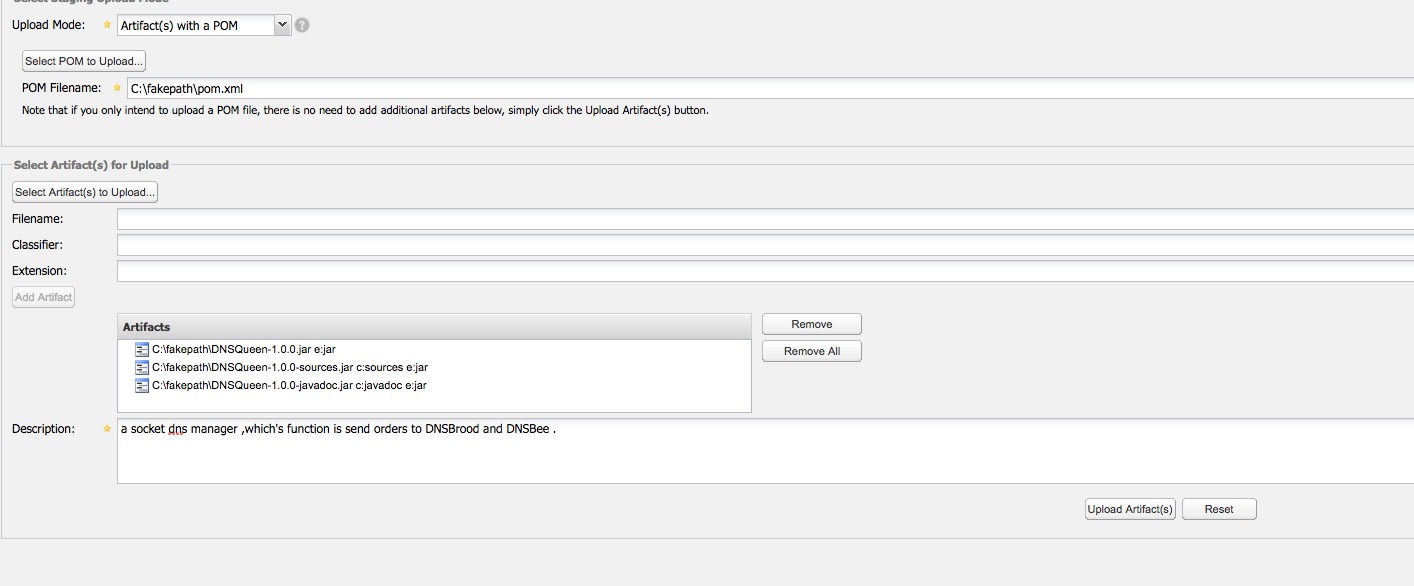 Select Staging Upload Mode
Upload Mode: Artifact(s) with a POM ?
Select POM to Upload...
POM Filename: C:\fakepath\pom.xml
Note that if you only intend to upload a POM file, there is no need to add additional artifacts below, simply click the Upload Artifact(s) button.
Select Artifact(s) for Upload
Select Artifact(s) to Upload...
Filename:
Classifier:
Extension:
Add Artifact
Artifacts
C:\fakepath\DNSQueen-1.0.0.jar e:jar
C:\fakepath\DNSQueen-1.0.0-sources.jar c:sources e:jar
C:\fakepath\DNSQueen-1.0.0-javadoc.jar c:javadoc e:jar
Remove
Remove All
Description: a socket dns manager ,which's function is send orders to DNSBrood and DNSBee .
Upload Artifact(s) Reset